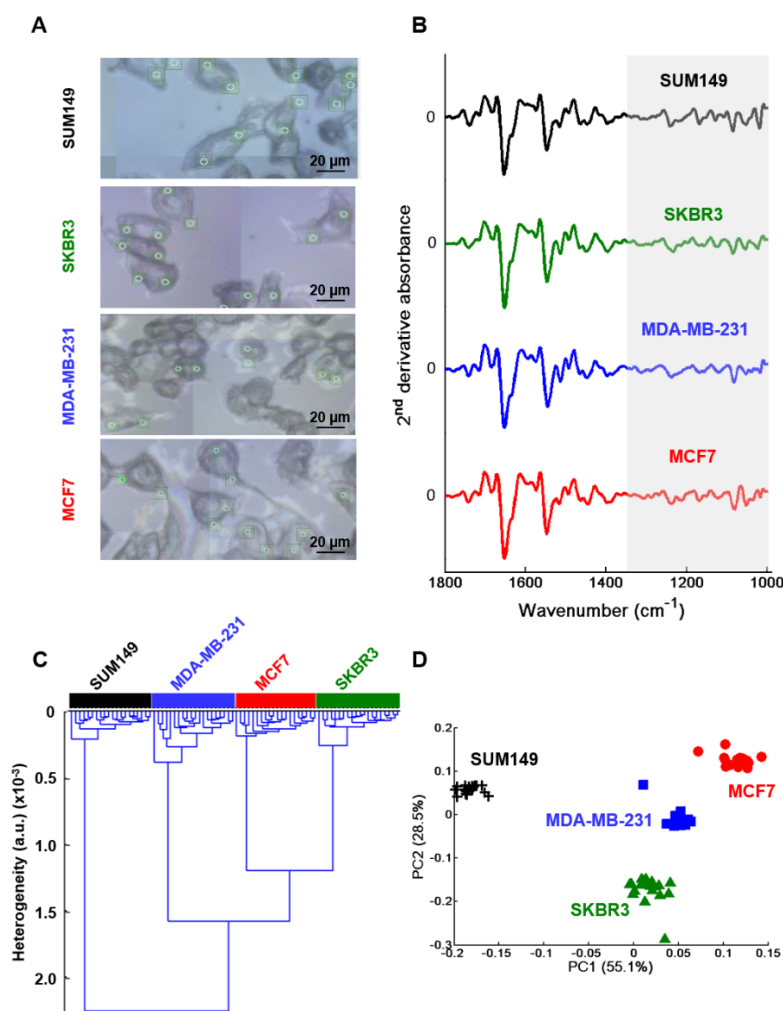 A
SUM149
20 µm
SKBR3
20 µm
MDA-MB-231
20 µm
MCF7
20 µm
B
2nd derivative absorbance
SUM149
0
SKBR3
0
MDA-MB-231
0
MCF7
0
1800 1600 1400 1200 1000
Wavenumber (cm⁻¹)
C
SUM149 MDA-MB-231 MCF7 SKBR3
Heterogeneity (a.u.) (x10⁻³)
0
0.5
1.0
1.5
2.0
D
PC2 (28.5%)
0.2
0.1
0
-0.1
-0.2
-0.3
SUM149
MCF7
MDA-MB-231
SKBR3
-0.2 -0.15 -0.1 -0.05 0 0.05 0.1 0.15
PC1 (55.1%)